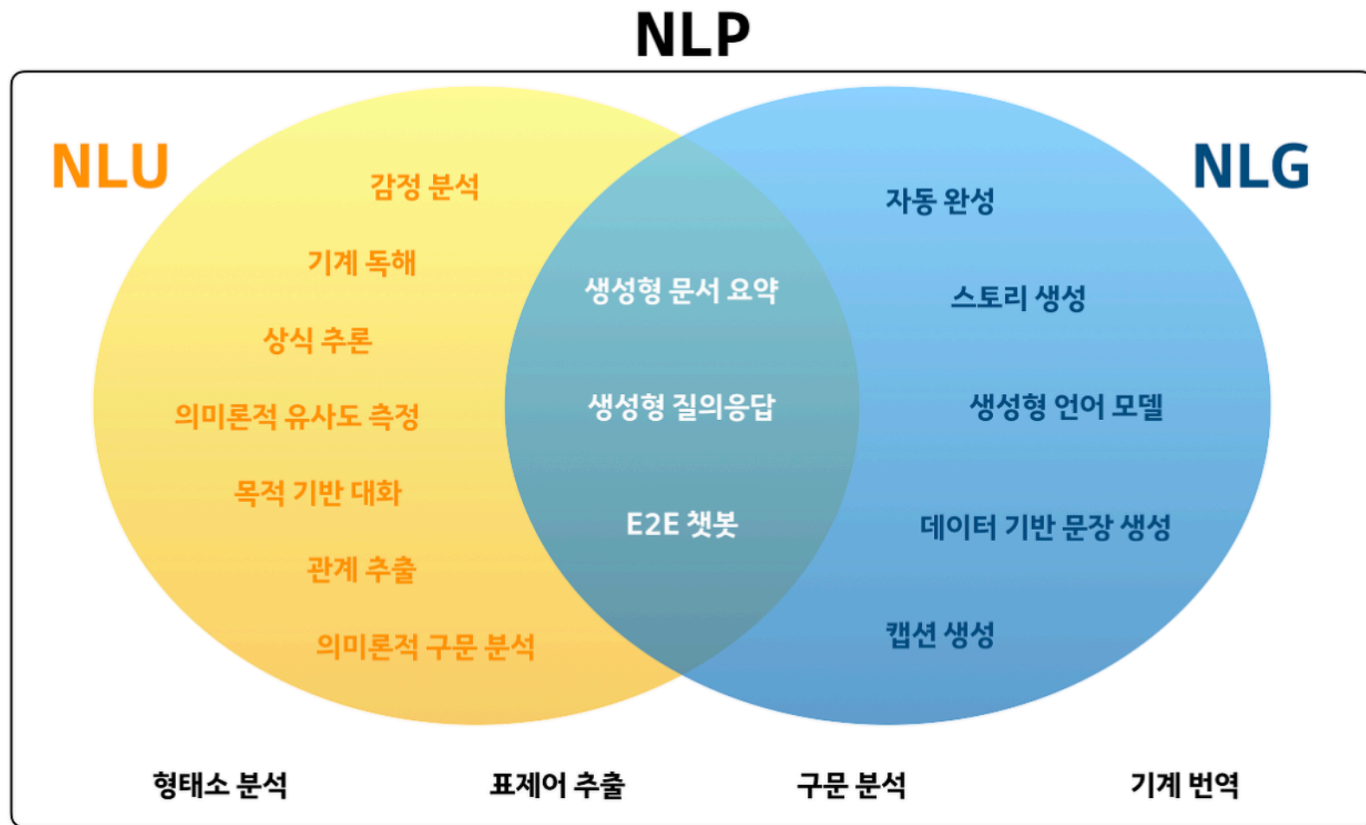 NLP
NLU
감정 분석
기계 독해
상식 추론
의미론적 유사도 측정
목적 기반 대화
관계 추출
의미론적 구문 분석
생성형 문서 요약
생성형 질의응답
E2E 챗봇
NLG
자동 완성
스토리 생성
생성형 언어 모델
데이터 기반 문장 생성
캡션 생성
형태소 분석
표제어 추출
구문 분석
기계 번역